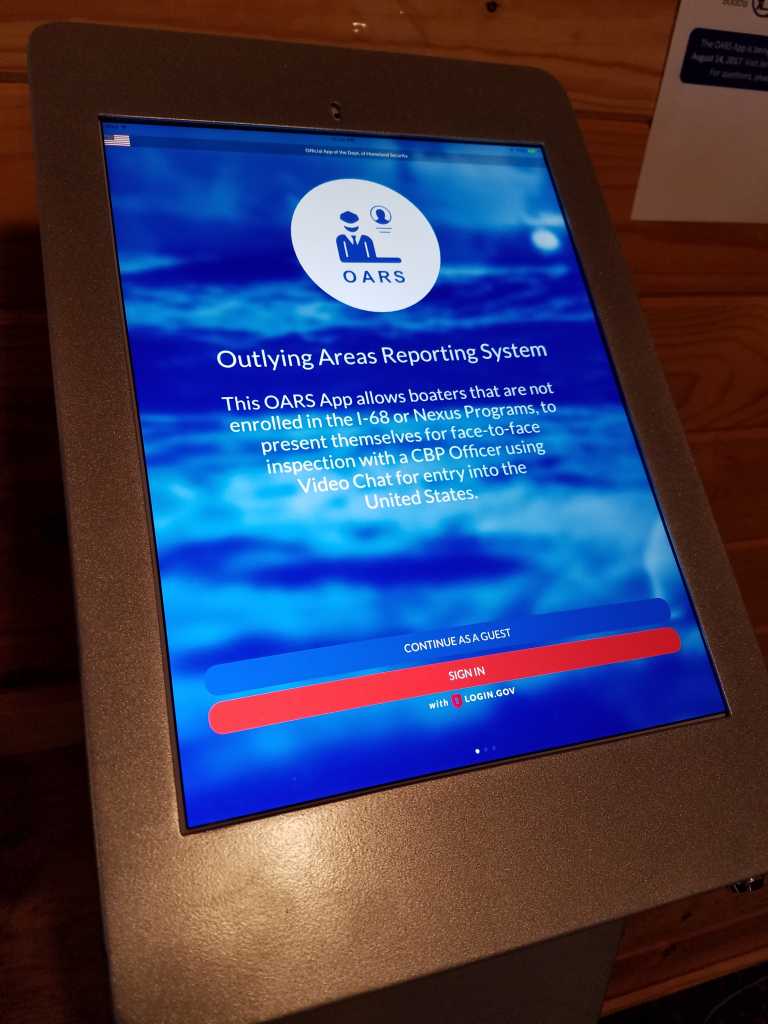 The OARS App is being
August 14, 2017
For questions, please
Official App of the Dept. of Homeland Security
OARS
Outlying Areas Reporting System
This OARS App allows boaters that are not
enrolled in the I-68 or Nexus Programs, to
present themselves for face-to-face
inspection with a CBP Officer using
Video Chat for entry into the
United States.
CONTINUE AS A GUEST
SIGN IN
with LOGIN.GOV